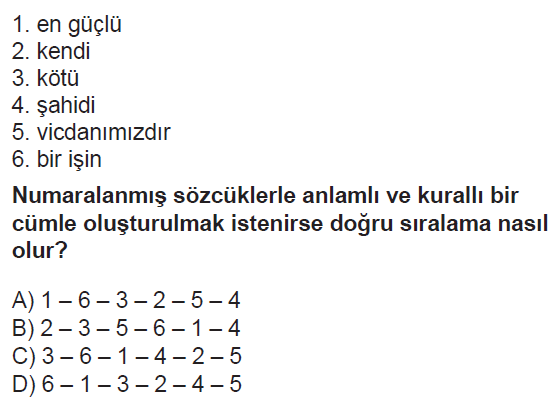 1. en güçlü
2. kendi
3. kötü
4. şahidi
5. vicdanımızdır
6. bir işin
Numaralanmış sözcüklerle anlamlı ve kurallı bir
cümle oluşturulmak istenirse doğru sıralama nasıl
olur?
A) 1 – 6 – 3 – 2 – 5 – 4
B) 2 – 3 – 5 – 6 – 1 – 4
C) 3 – 6 – 1 – 4 – 2 – 5
D) 6 – 1 – 3 – 2 – 4 – 5